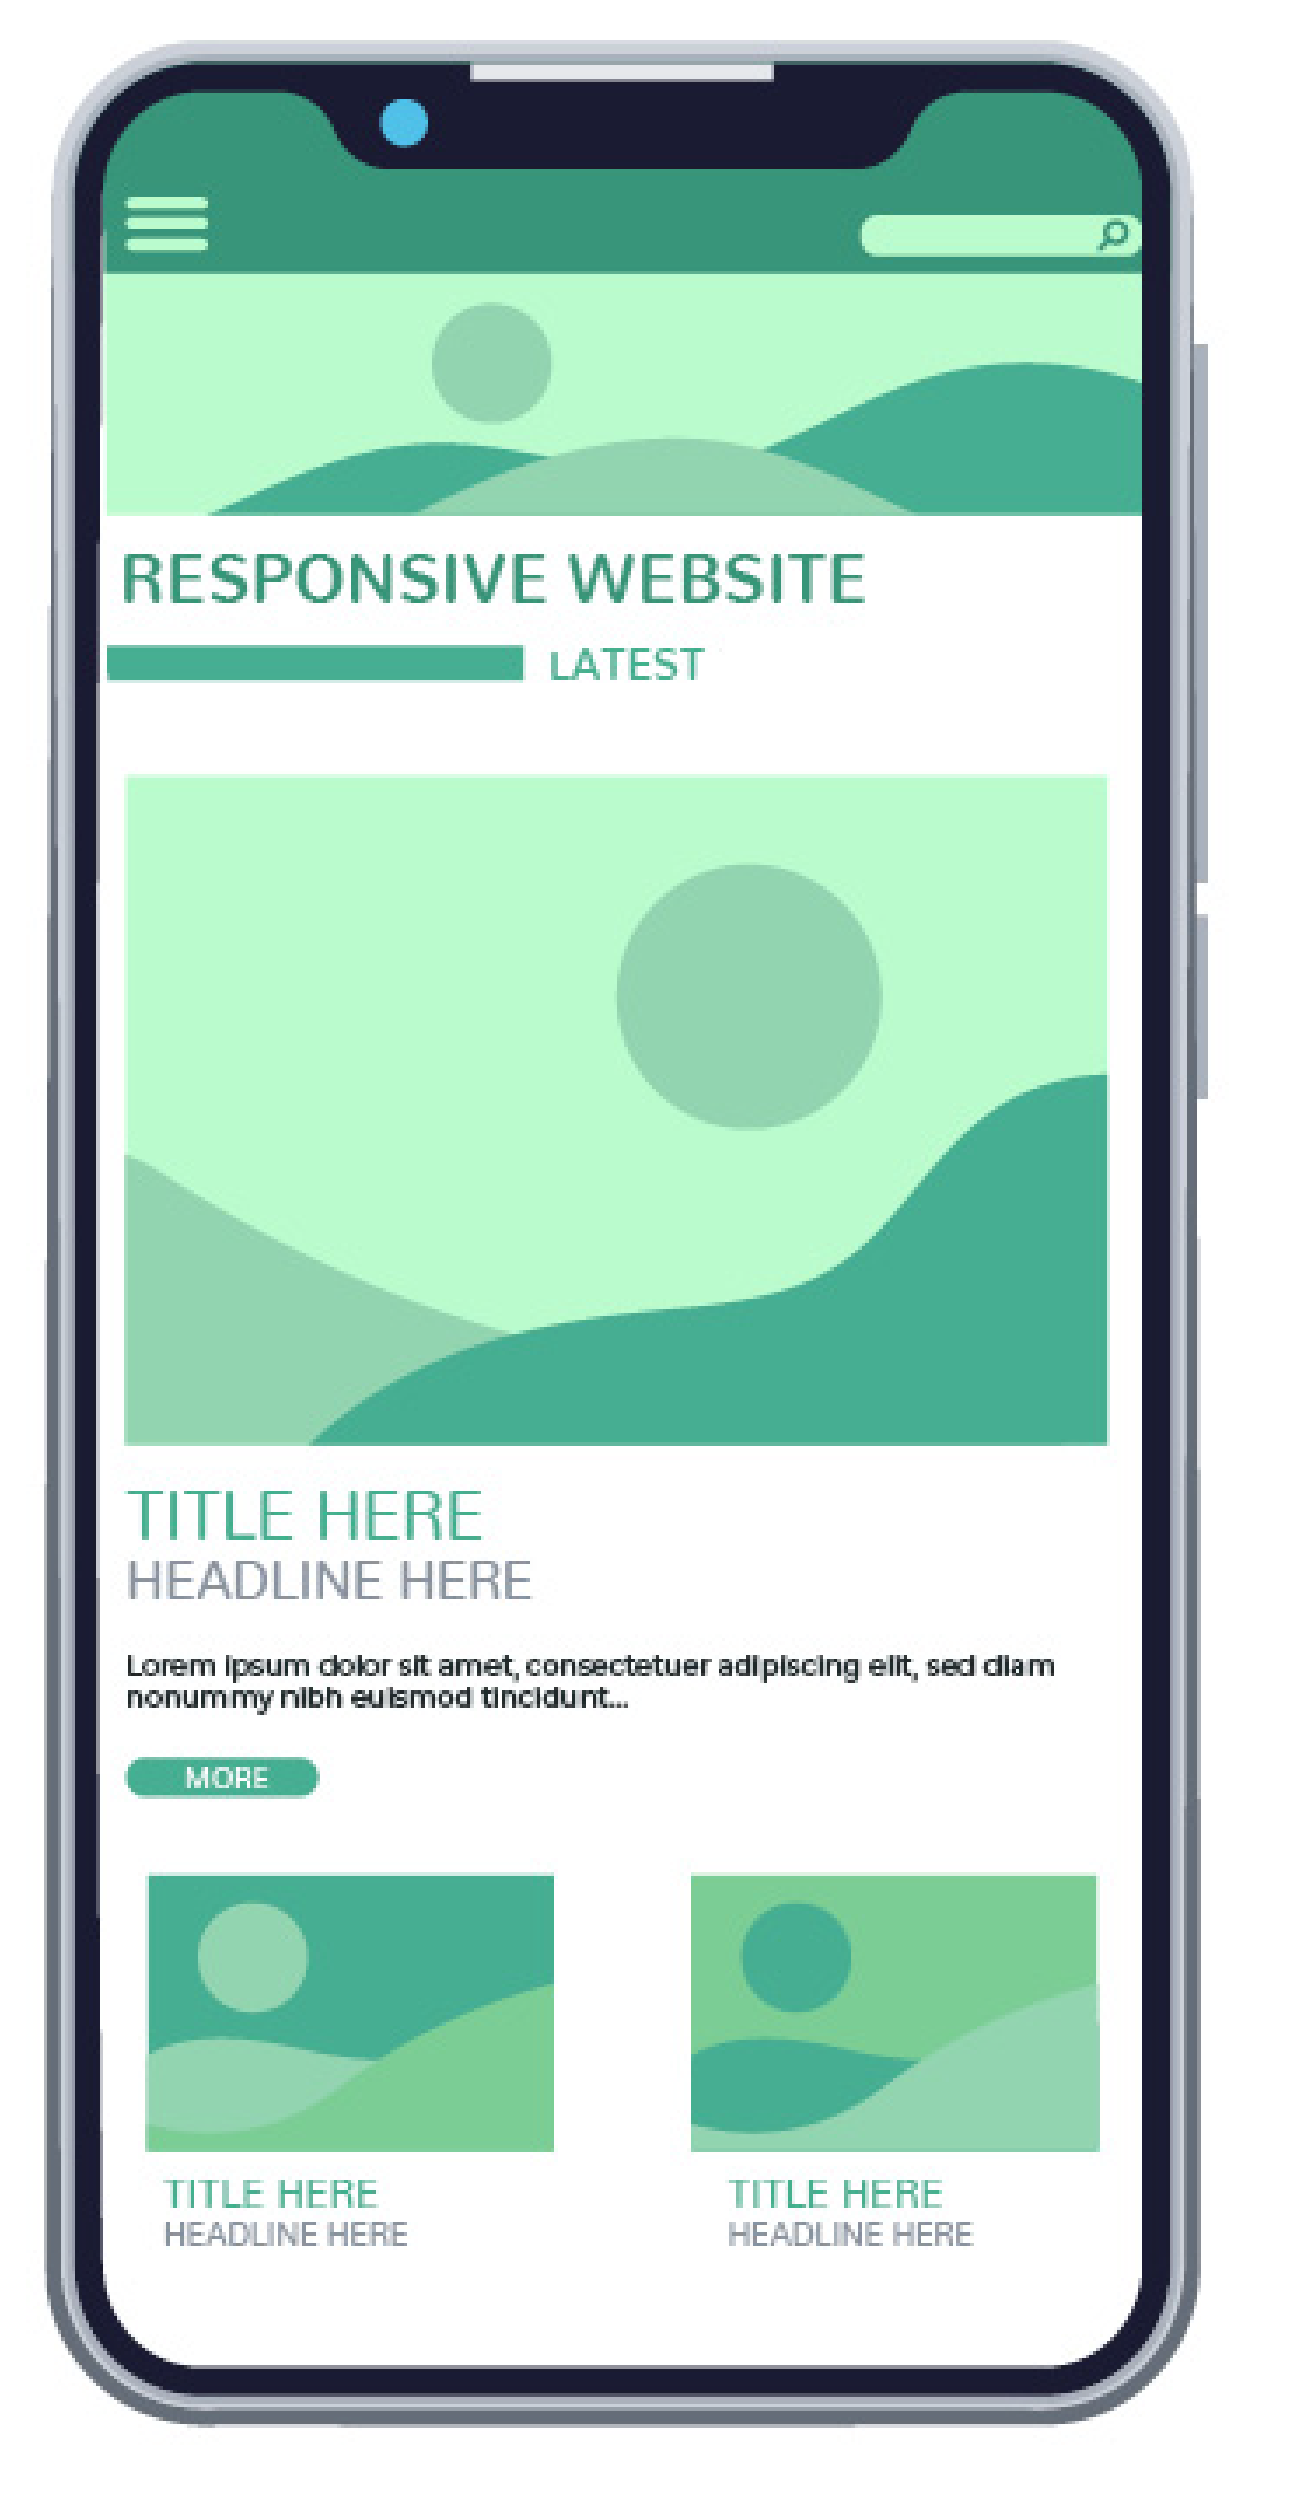 RESPONSIVE WEBSITE
LATEST
TITLE HERE
HEADLINE HERE
Lorem ipsum dolor sit amet, consectetuer adipiscing elit, sed diam
nonummy nibh euismod tincidunt...
MORE
TITLE HERE
HEADLINE HERE
TITLE HERE
HEADLINE HERE